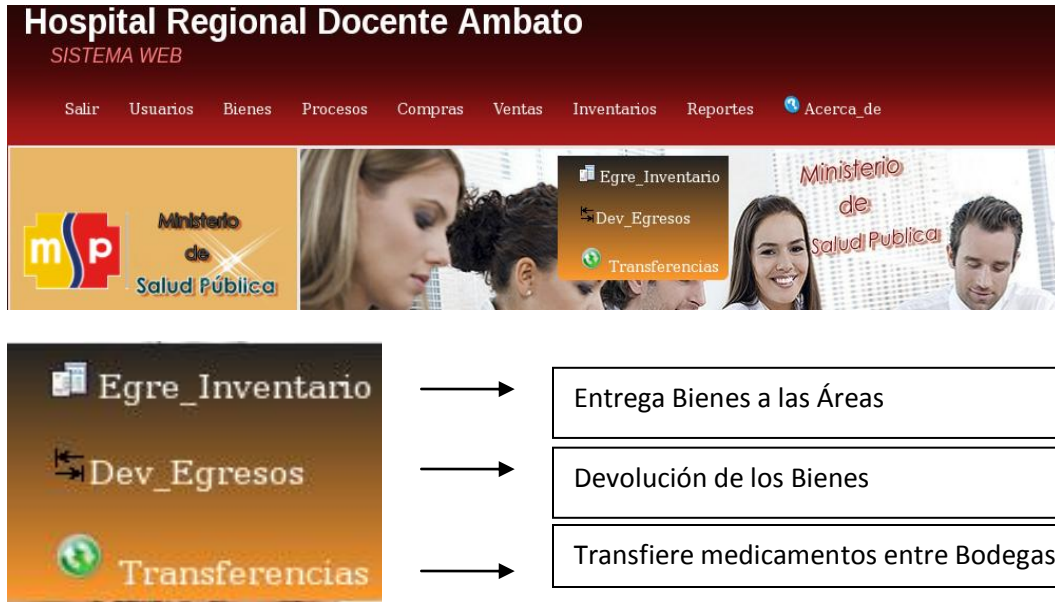 Hospital Regional Docente Ambato
SISTEMA WEB
Salir Usuarios Bienes Procesos Compras Ventas Inventarios Reportes Acerca_de
msp
Ministerio
de
Salud Pública
Egre_Inventario
Dev_Egresos
Transferencias
Ministerio
de
Salud Publica
Egre_Inventario
Entrega Bienes a las Áreas
Dev_Egresos
Devolución de los Bienes
Transferencias
Transfiere medicamentos entre Bodegas